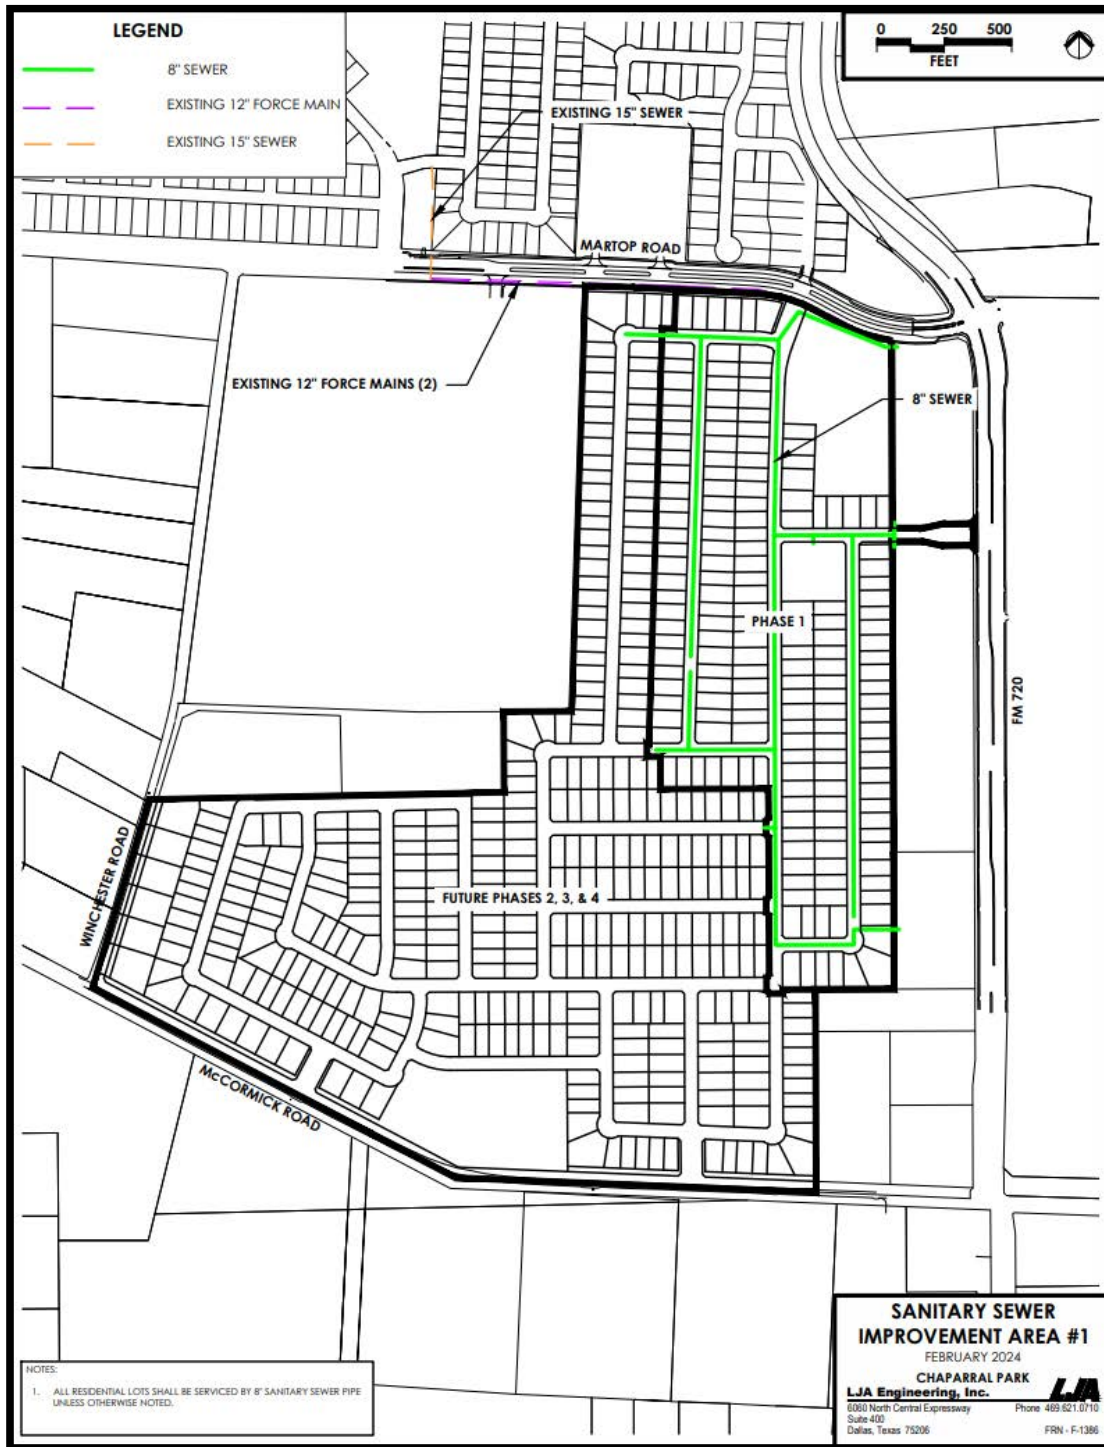 LEGEND
8" SEWER
EXISTING 12" FORCE MAIN
EXISTING 15" SEWER
0 250 500
FEET
EXISTING 15" SEWER
MARTOP ROAD
EXISTING 12" FORCE MAINS (2)
8" SEWER
PHASE 1
FM 720
WINCHESTER ROAD
FUTURE PHASES 2, 3, & 4
McCORMICK ROAD
NOTES:
1. ALL RESIDENTIAL LOTS SHALL BE SERVICED BY 8" SANITARY SEWER PIPE
UNLESS OTHERWISE NOTED.
SANITARY SEWER
IMPROVEMENT AREA #1
FEBRUARY 2024
CHAPARRAL PARK
LJA Engineering, Inc.
LJA
6060 North Central Expressway
Phone 469.621.0710
Suite 400
Dallas, Texas 75206
FRN - F-1386